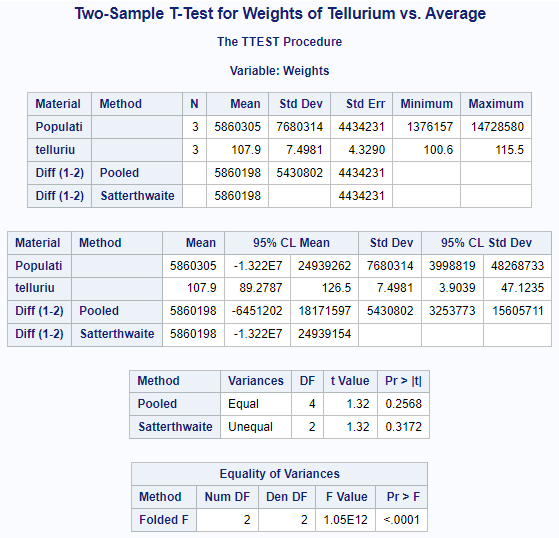 Two-Sample T-Test for Weights of Tellurium vs. Average
The TTEST Procedure
Variable: Weights
Material Method N Mean Std Dev Std Err Minimum Maximum
Populati 3 5860305 7680314 4434231 1376157 14728580
telluriu 3 107.9 7.4981 4.3290 100.6 115.5
Diff (1-2) Pooled 5860198 5430802 4434231
Diff (1-2) Satterthwaite 5860198 4434231
Material Method Mean 95% CL Mean Std Dev 95% CL Std Dev
Populati 5860305 -1.322E7 24939262 7680314 3998819 48268733
telluriu 107.9 89.2787 126.5 7.4981 3.9039 47.1235
Diff (1-2) Pooled 5860198 -6451202 18171597 5430802 3253773 15605711
Diff (1-2) Satterthwaite 5860198 -1.322E7 24939154
Method Variances DF t Value Pr > |t|
Pooled Equal 4 1.32 0.2568
Satterthwaite Unequal 2 1.32 0.3172
Equality of Variances
Method Num DF Den DF F Value Pr > F
Folded F 2 2 1.05E12 <.0001